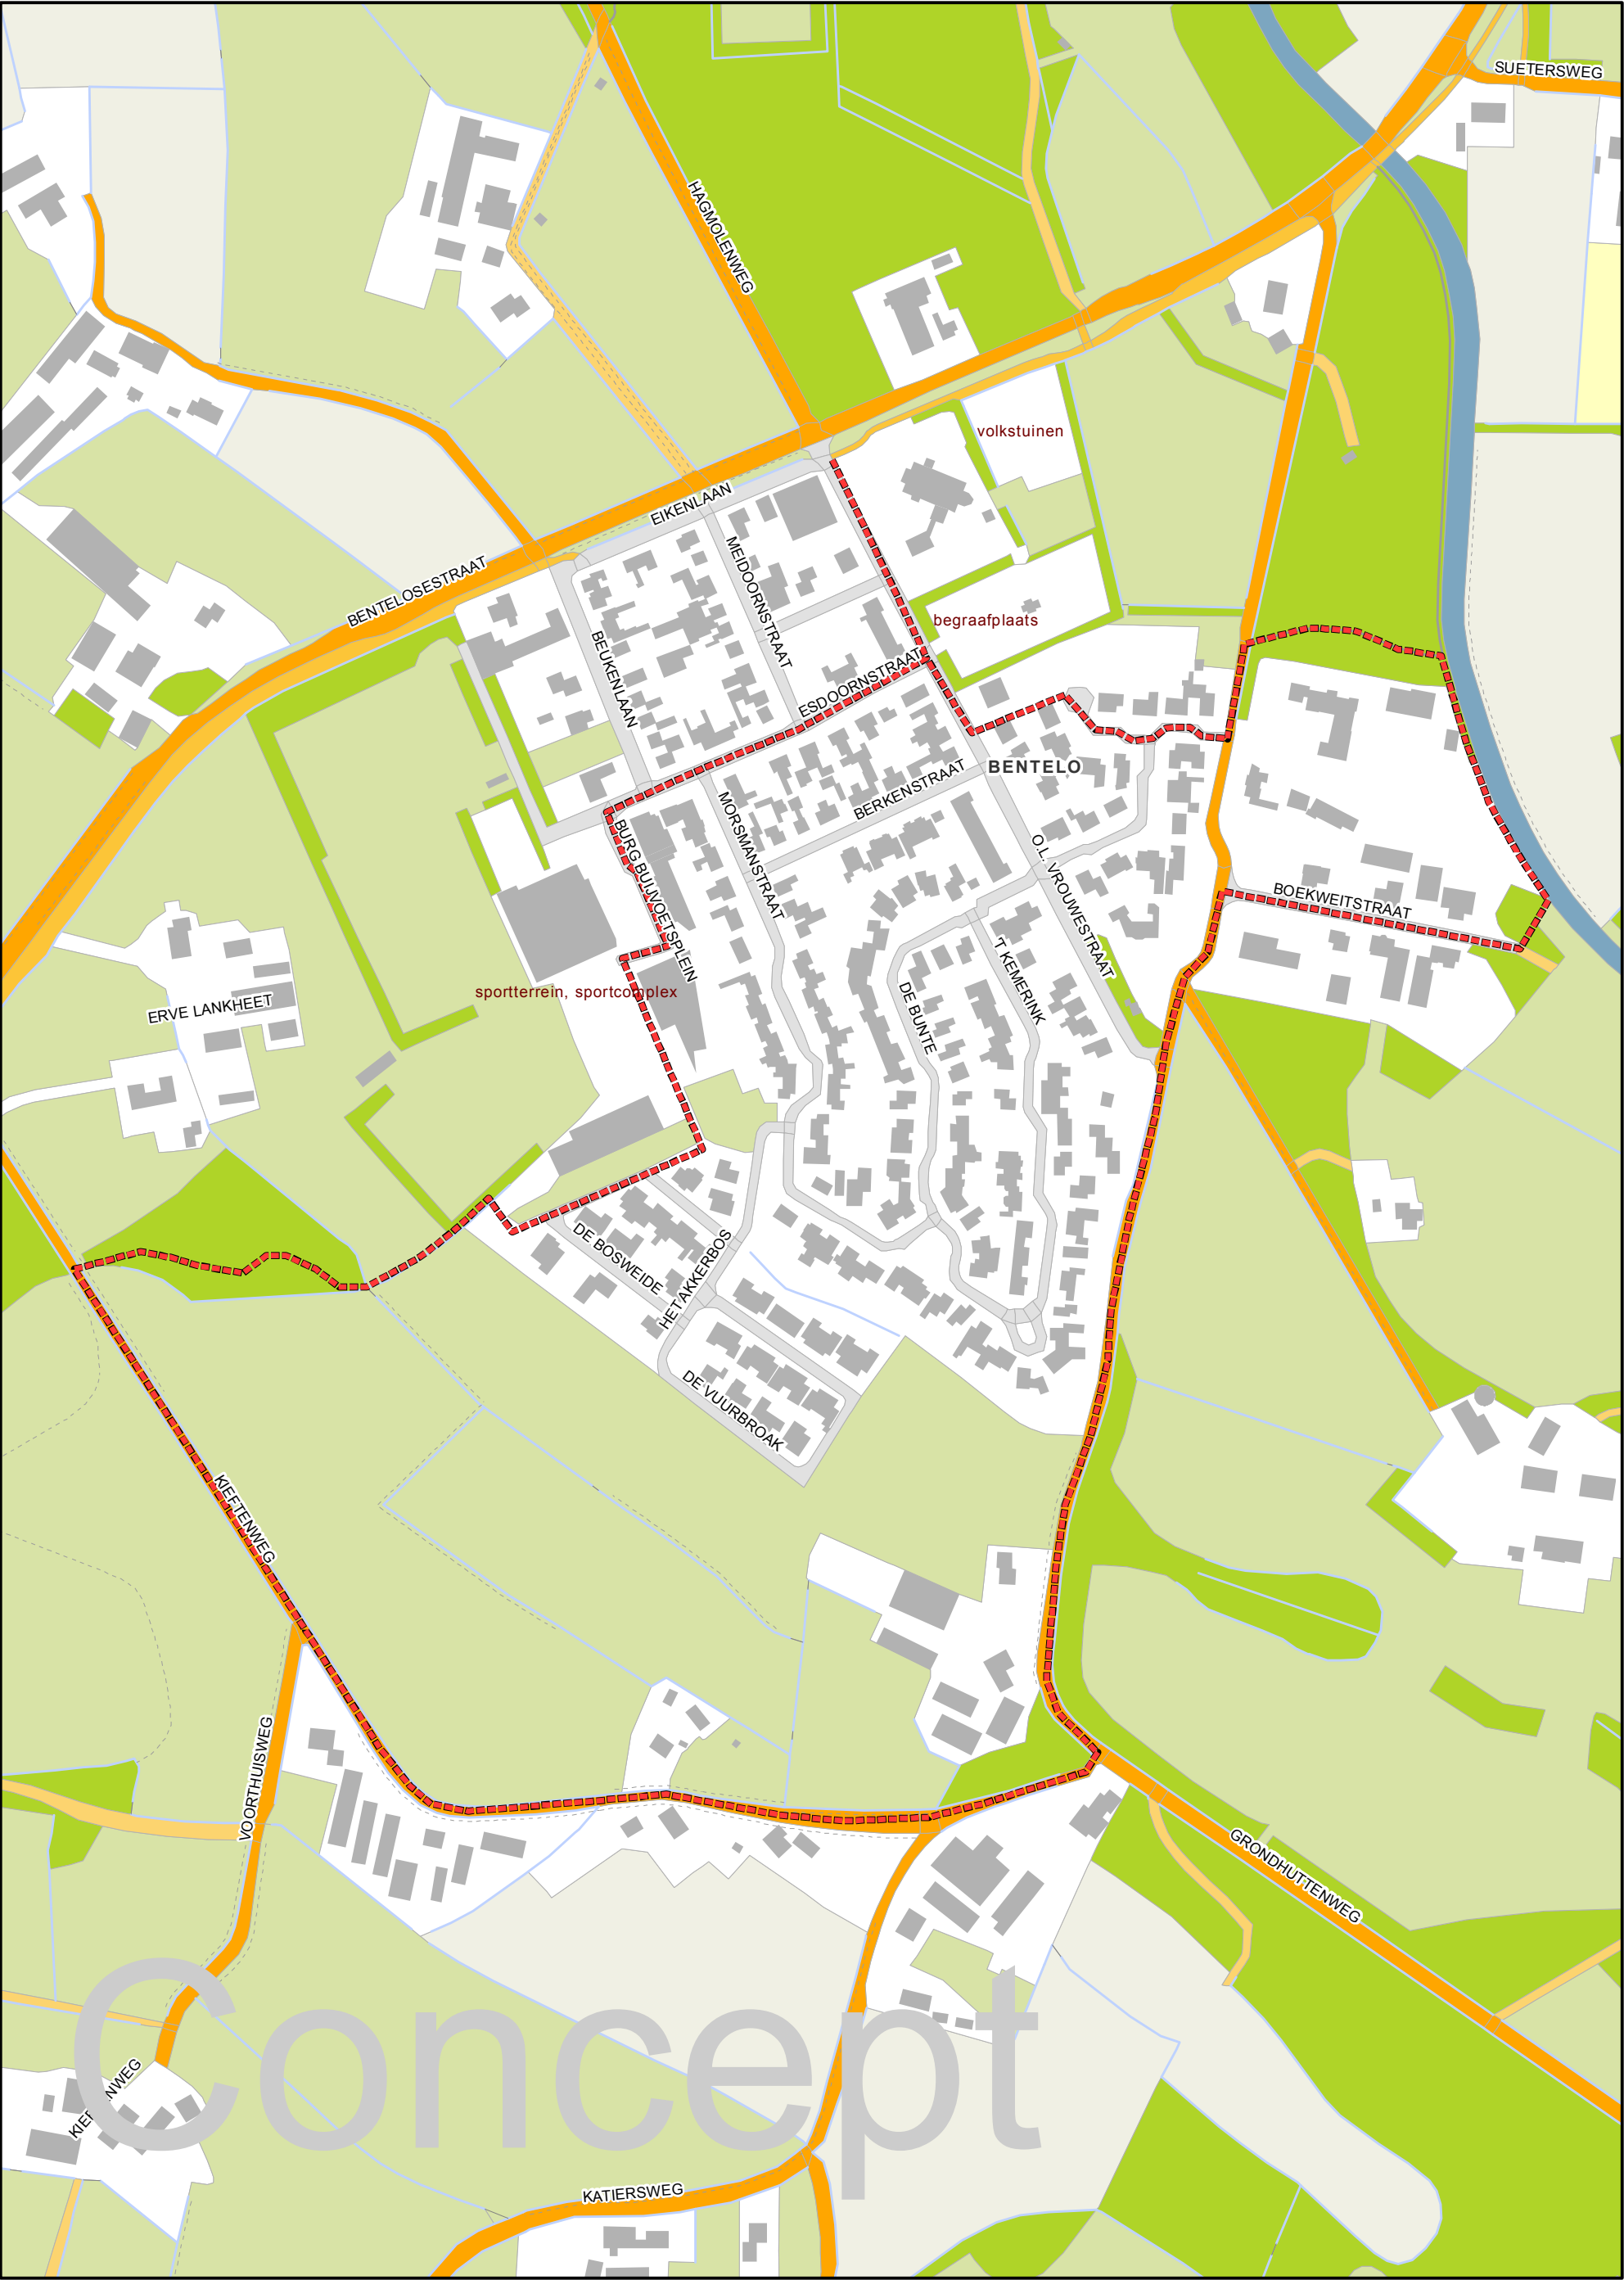 SUETERSWEG
HAGMOLENWEG
volkstuinen
EIKENLAAN
MEIDOORNSTRAAT
BENTELOSESTRAAT
begraafplaats
BEUKENLAAN
ESDOORNSTRAAT
BENTELO
BERKENSTRAAT
MORSMANSTRAAT
BURG BUIJVOETSPLEIN
O.L. VROUWESTRAAT
BOEKWEITSTRAAT
T KEMERINK
sportterrein, sportcomplex
ERVE LANKHEET
DE BUNTE
DE BOSWEIDE
HET AKKERBOS
DE VUURBROAK
KIEFTENWEG
VOORTHUISWEG
GRONDHUTTENWEG
Concept
KATIERSWEG